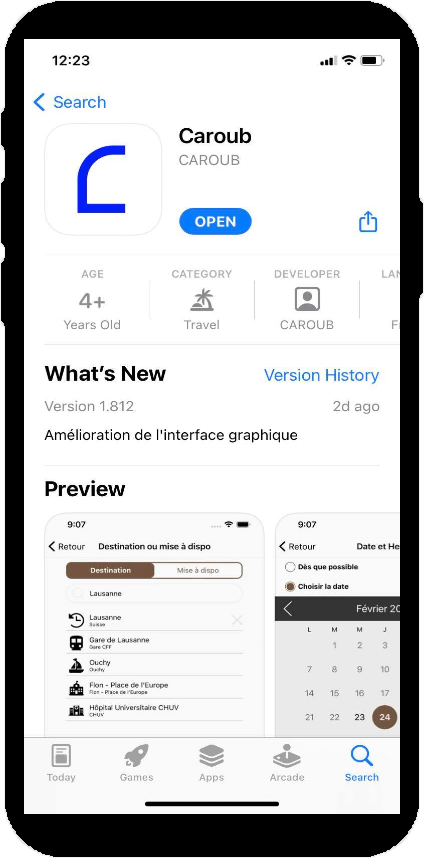 12:23
Search
Caroub
CAROUB
OPEN
AGE
CATEGORY
DEVELOPER
LAN
4+
Years Old
Travel
CAROUB
F
What's New
Version History
Version 1.812
2d ago
Amélioration de l'interface graphique
Preview
9:07
Retour
Destination ou mise à dispo
Destination
Mise à dispo
Lausanne
Lausanne
Suisse
Gare de Lausanne
Gare CFF
Ouchy
Ouchy
Flon - Place de l'Europe
Flon - Place de l'Europe
Hôpital Universitaire CHUV
CHUV
9:07
Retour
Date et He
Dès que possible
Choisir la date
Février 20
L M M J
1 2 3
7 8 9 10
14 15 16 17
21 22 23 24
Today
Games
Apps
Arcade
Search